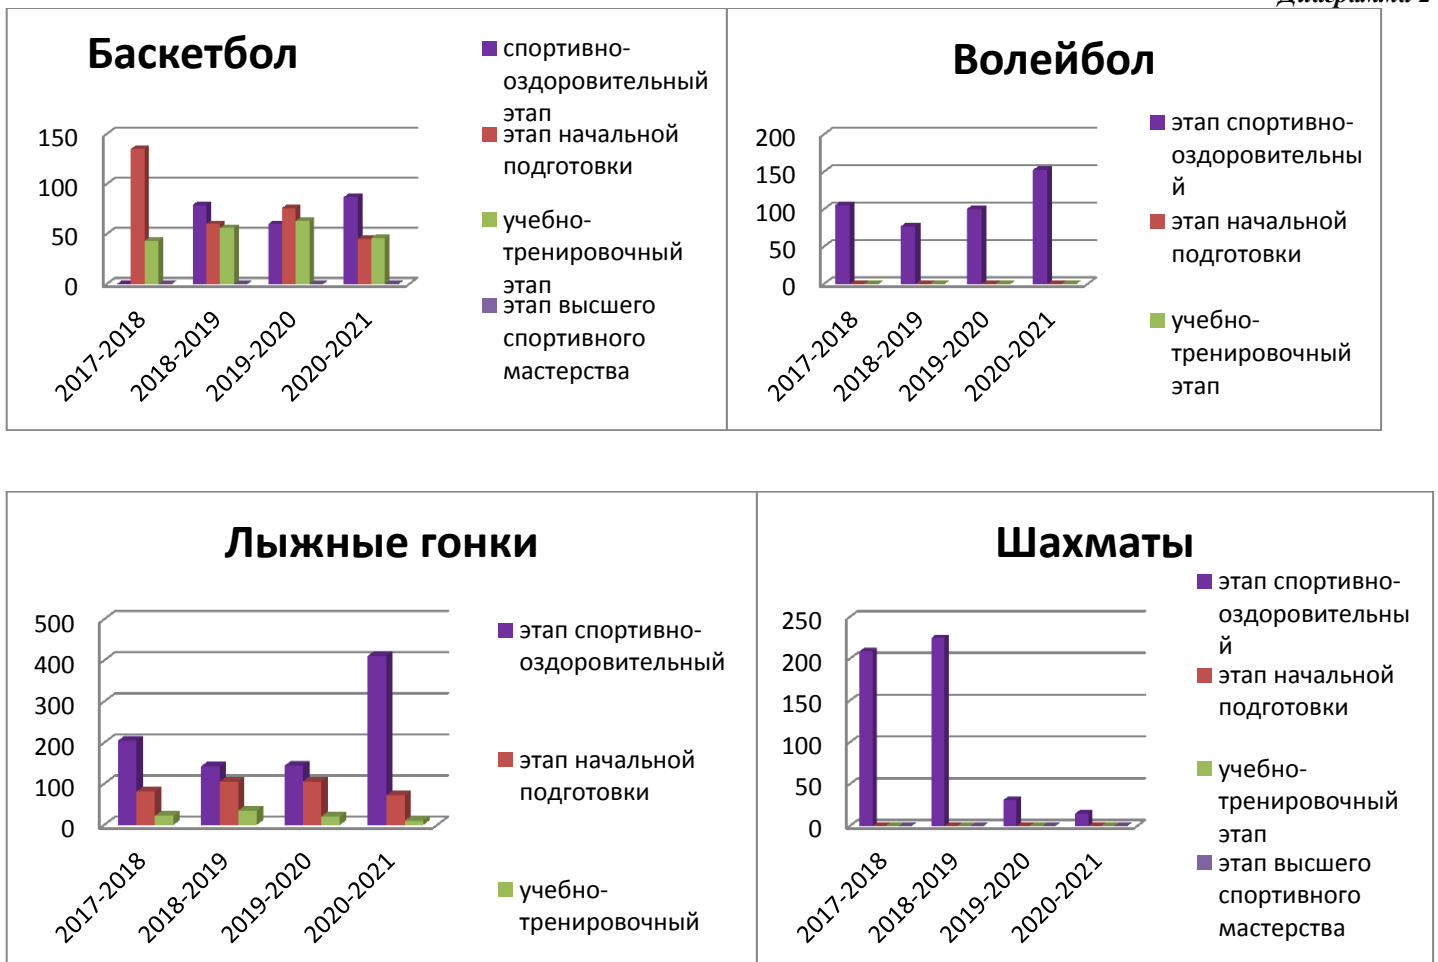 Диаграмма 2
Баскетбол
150
100
50
0
2017-2018
2018-2019
2019-2020
2020-2021
спортивно-
оздоровительный
этап
этап начальной
подготовки
учебно-
тренировочный
этап
этап высшего
спортивного
мастерства
Волейбол
200
150
100
50
0
2017-2018
2018-2019
2019-2020
2020-2021
этап спортивно-
оздоровительны
й
этап начальной
подготовки
учебно-
тренировочный
этап
Лыжные гонки
500
400
300
200
100
0
2017-2018
2018-2019
2019-2020
2020-2021
этап спортивно-
оздоровительный
этап начальной
подготовки
учебно-
тренировочный
Шахматы
250
200
150
100
50
0
2017-2018
2018-2019
2019-2020
2020-2021
этап спортивно-
оздоровительны
й
этап начальной
подготовки
учебно-
тренировочный
этап
этап высшего
спортивного
мастерства